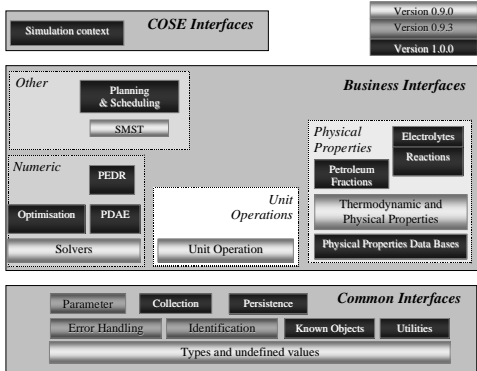 COSE Interfaces
Simulation context
Version 0.9.0
Version 0.9.3
Version 1.0.0
Business Interfaces
Other
Planning
& Scheduling
SMST
Numeric
PEDR
Optimisation
PDAE
Solvers
Unit
Operations
Unit Operation
Physical
Properties
Electrolytes
Reactions
Petroleum
Fractions
Thermodynamic and
Physical Properties
Physical Properties Data Bases
Common Interfaces
Parameter
Collection
Persistence
Error Handling
Identification
Known Objects
Utilities
Types and undefined values